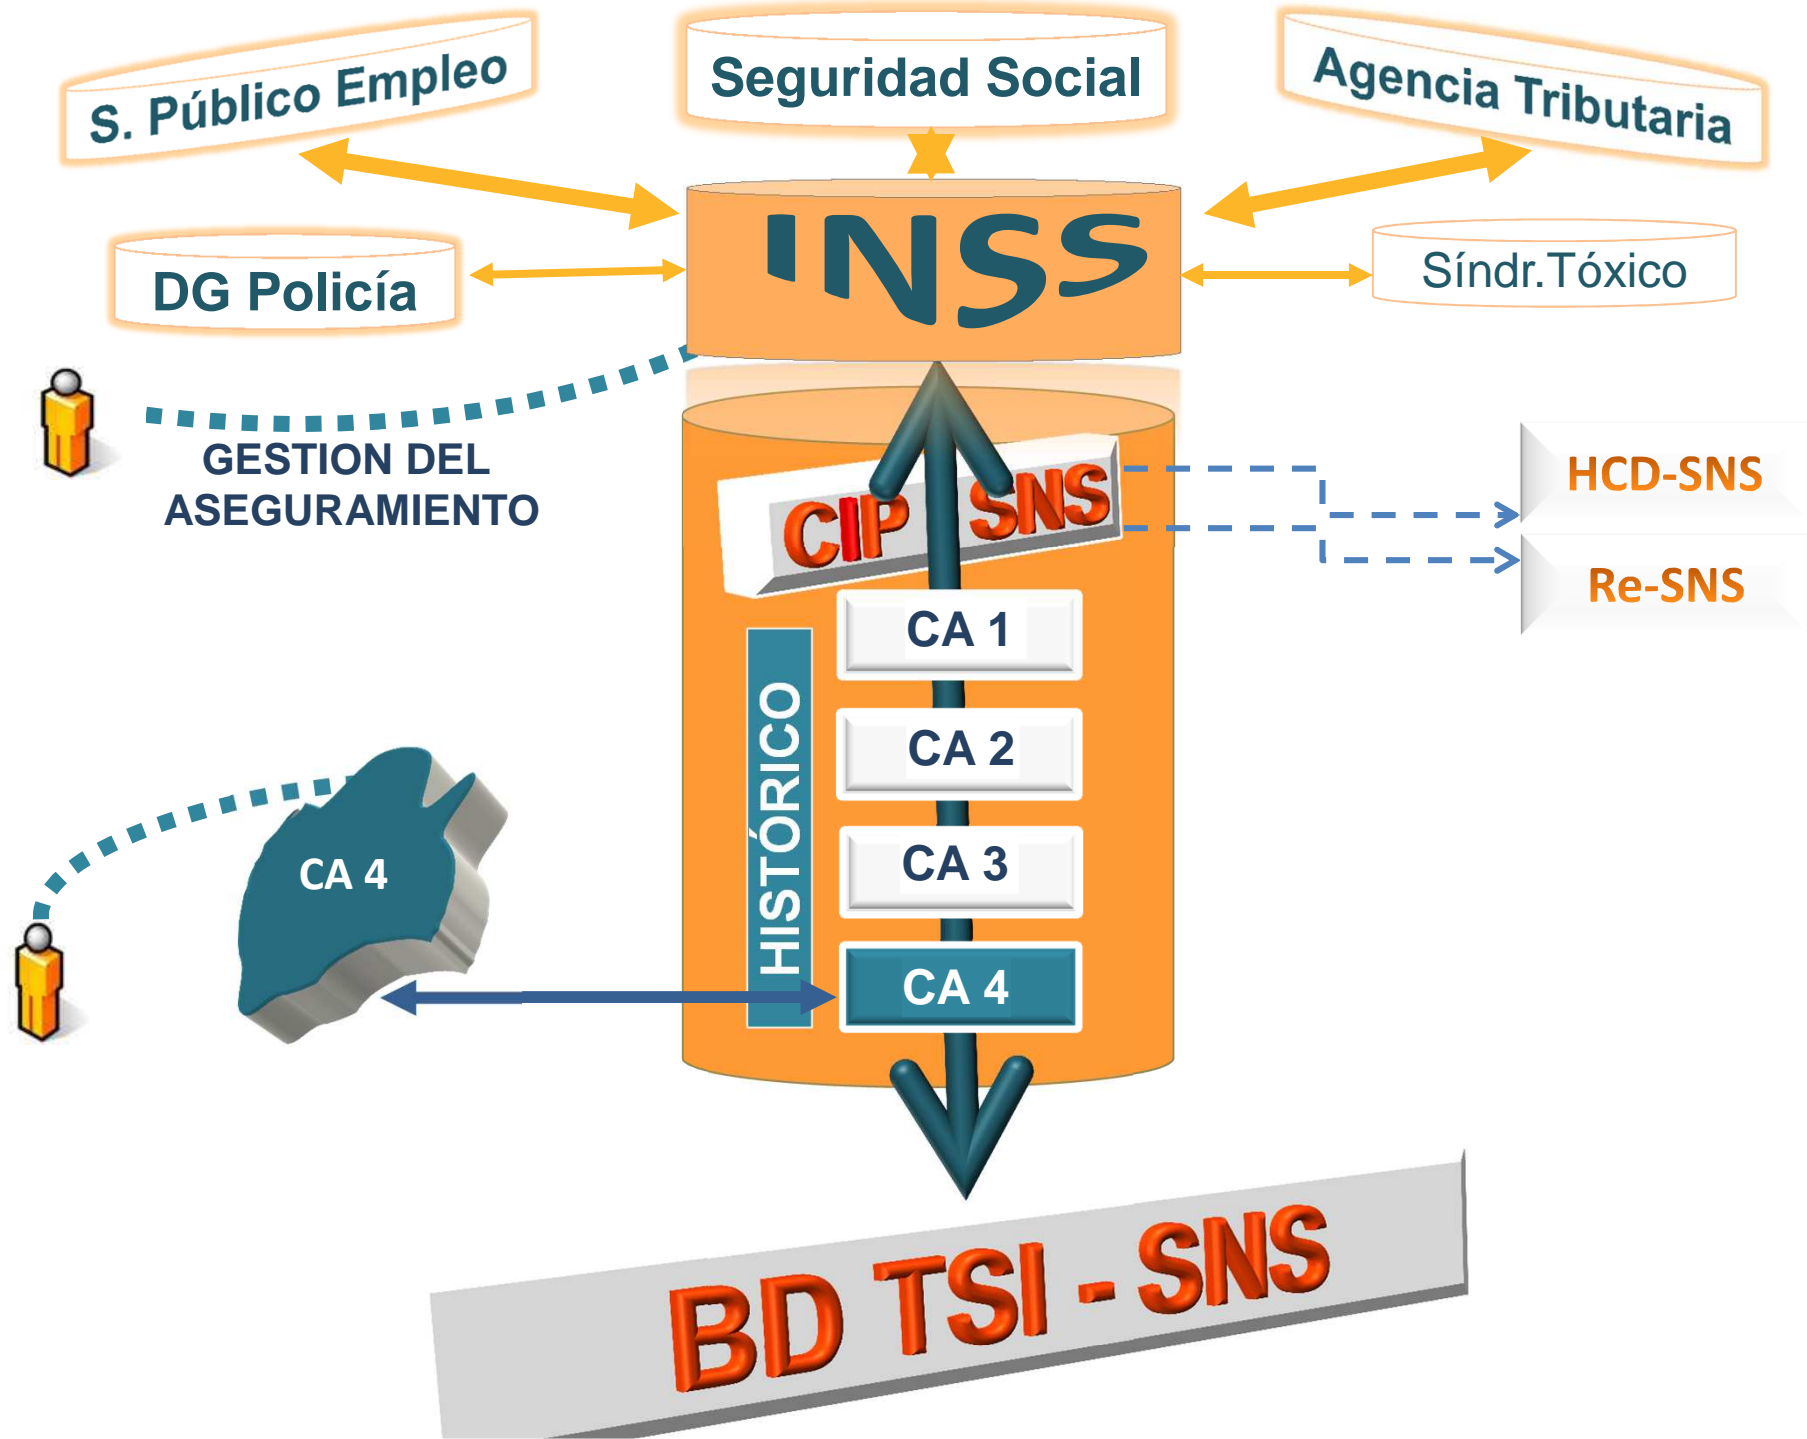 S. Público Empleo
Seguridad Social
Agencia Tributaria
DG Policía
INSS
Síndr.Tóxico
GESTION DEL
ASEGURAMIENTO
CIP SNS
HCD-SNS
Re-SNS
HISTÓRICO
CA 1
CA 2
CA 3
CA 4
CA 4
BD TSI - SNS